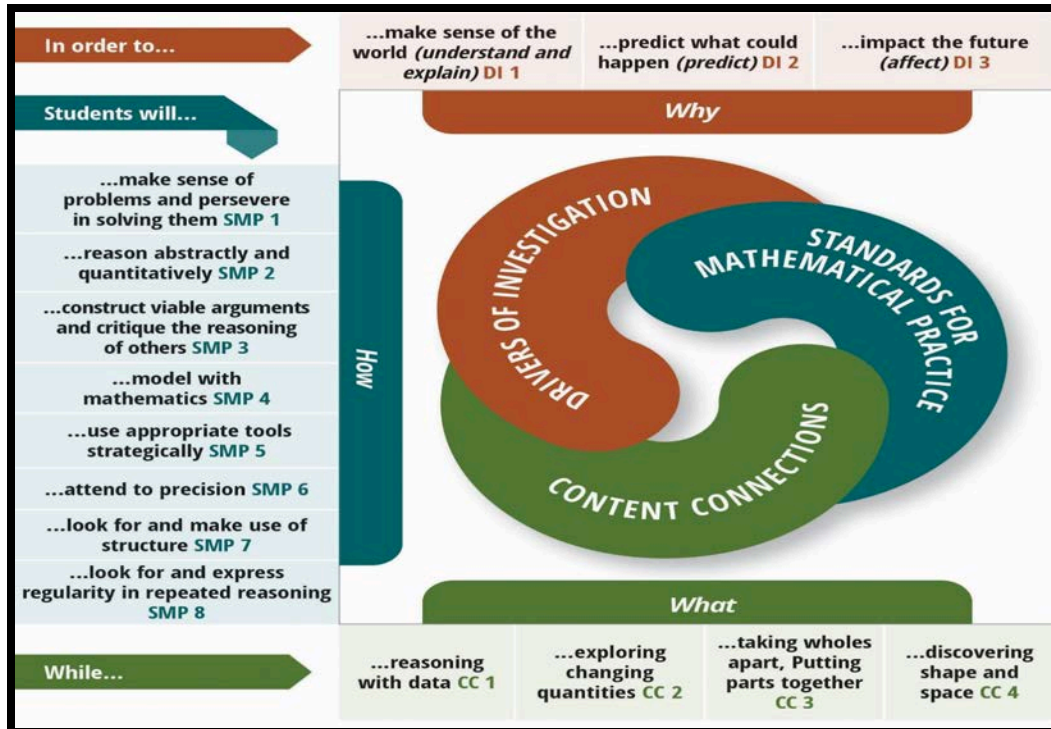 In order to...
...make sense of the
world (understand and
explain) DI 1
...predict what could
happen (predict) DI 2
...impact the future
(affect) DI 3
Students will...
Why
...make sense of
problems and persevere
in solving them SMP 1
...reason abstractly and
quantitatively SMP 2
...construct viable arguments
and critique the reasoning
of others SMP 3
...model with
mathematics SMP 4
...use appropriate tools
strategically SMP 5
...attend to precision SMP 6
...look for and make use of
structure SMP 7
...look for and express
regularity in repeated reasoning
SMP 8
How
DRIVERS OF INVESTIGATION
STANDARDS FOR
MATHEMATICAL PRACTICE
CONTENT CONNECTIONS
What
While...
...reasoning
with data CC 1
...exploring
changing
quantities CC 2
...taking wholes
apart, Putting
parts together
CC 3
...discovering
shape and
space CC 4